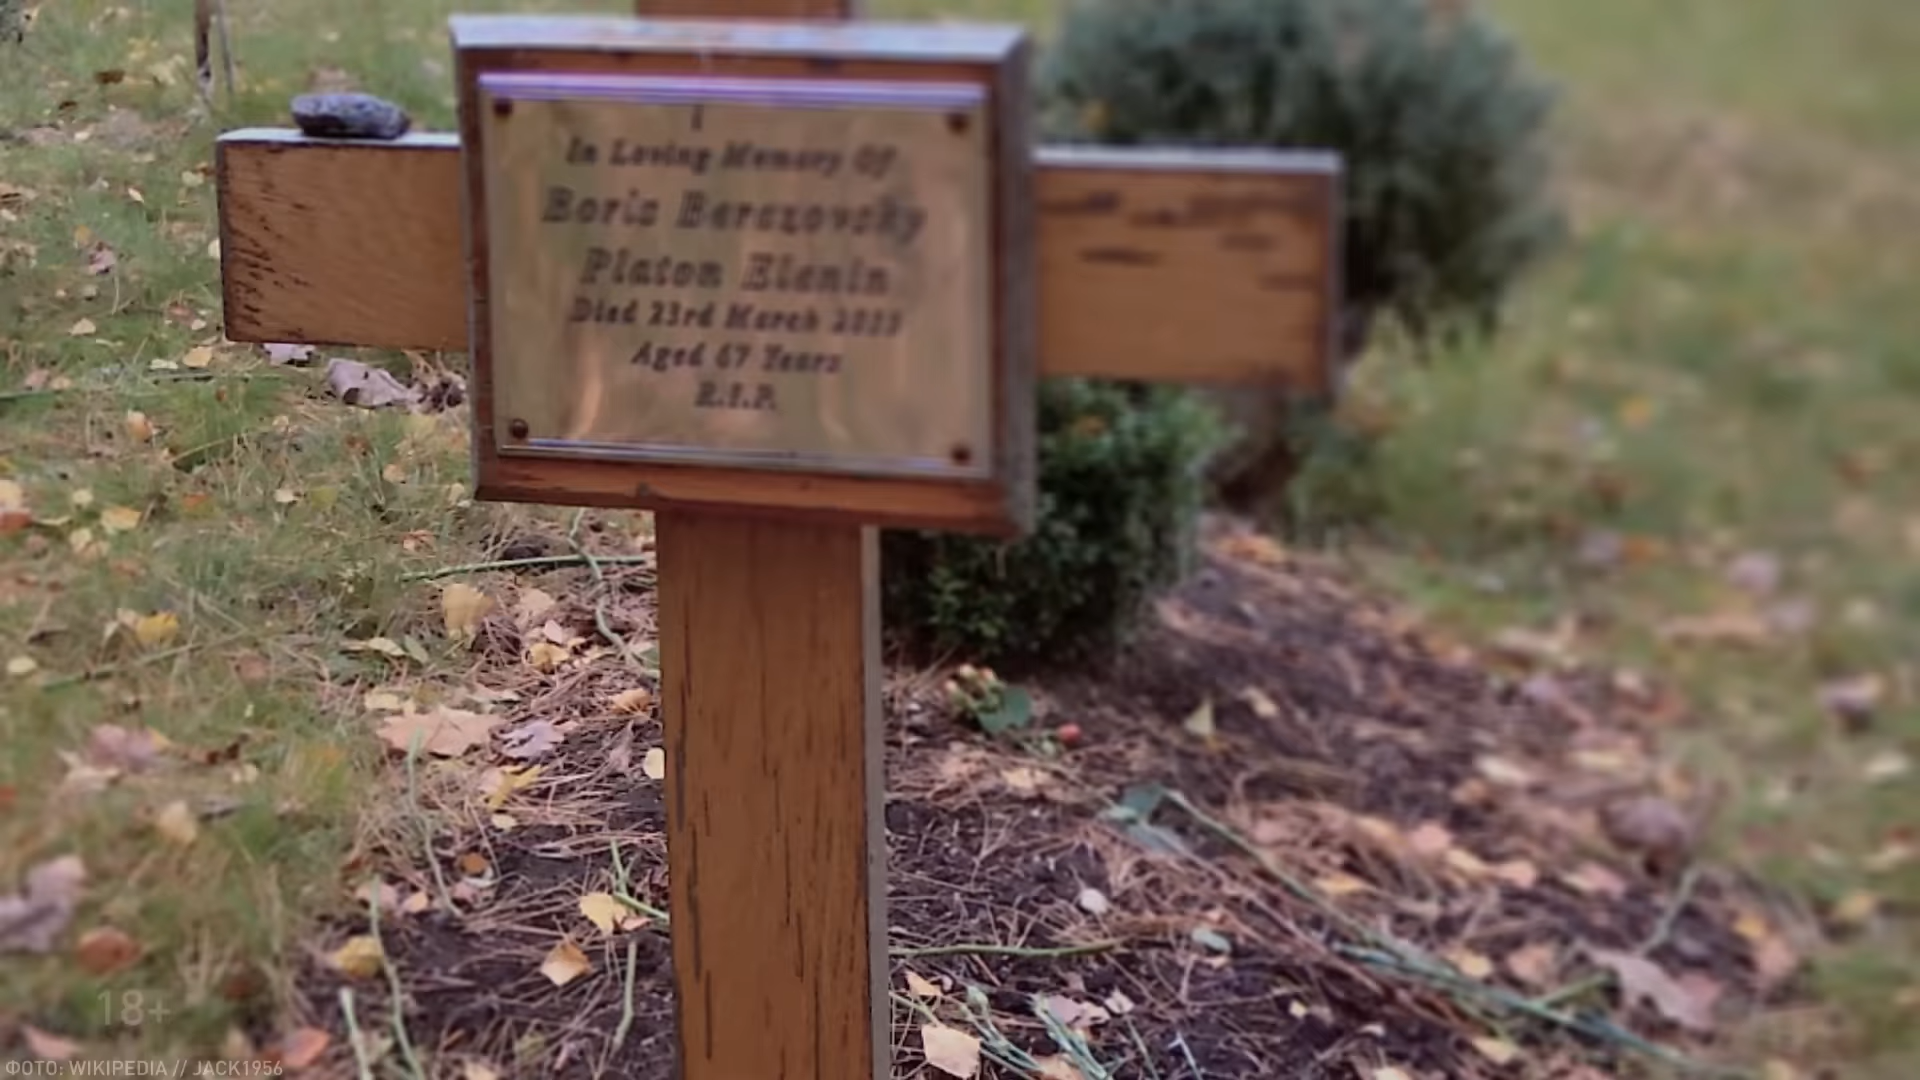 In Loving Memory Of
Boris Berezovsky
Platon Elenin
Died 23rd March 2013
Aged 67 Years
R.I.P.
18+
ФОТО: WIKIPEDIA // JACK1956